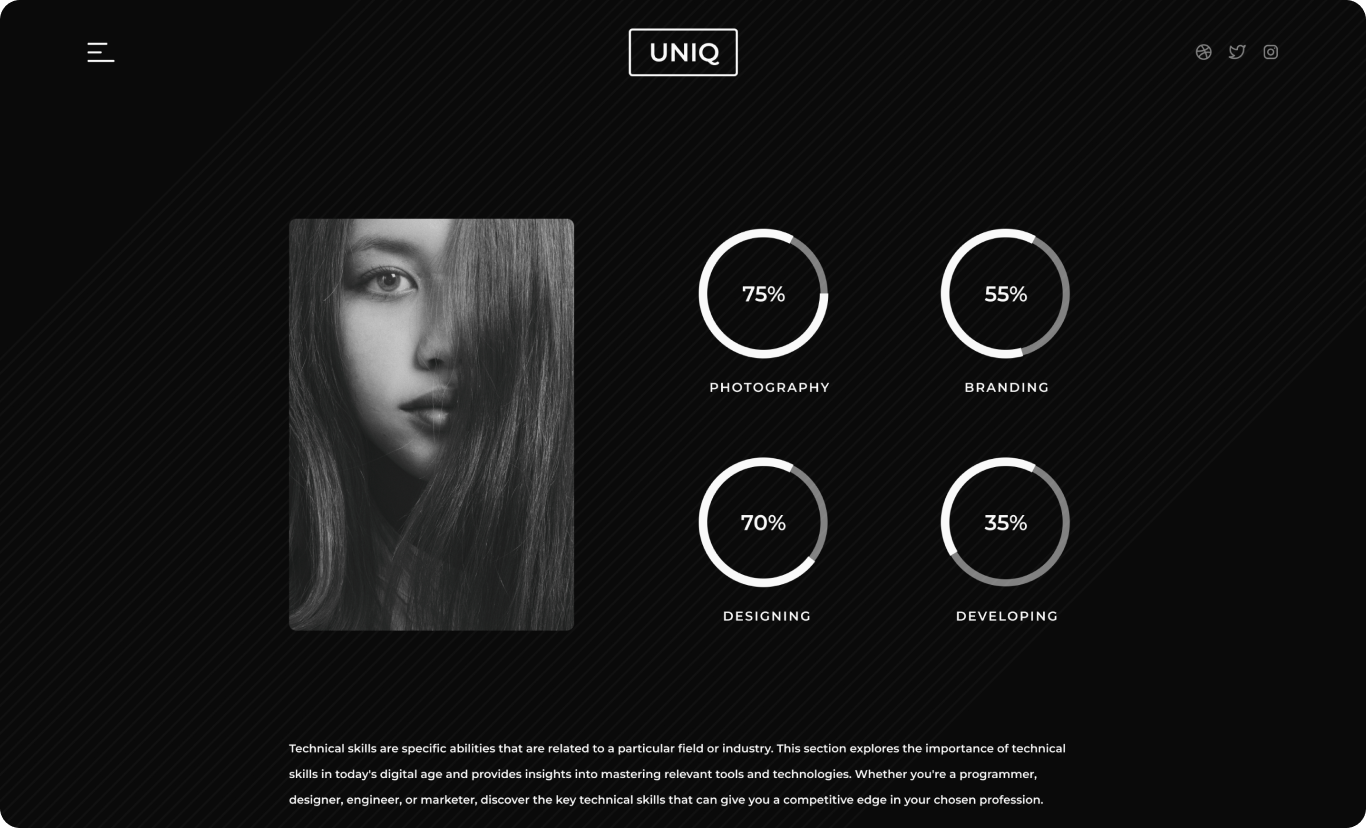 UNIQ
75%
55%
PHOTOGRAPHY
BRANDING
70%
35%
DESIGNING
DEVELOPING
Technical skills are specific abilities that are related to a particular field or industry. This section explores the importance of technical
skills in today's digital age and provides insights into mastering relevant tools and technologies. Whether you're a programmer,
designer, engineer, or marketer, discover the key technical skills that can give you a competitive edge in your chosen profession.